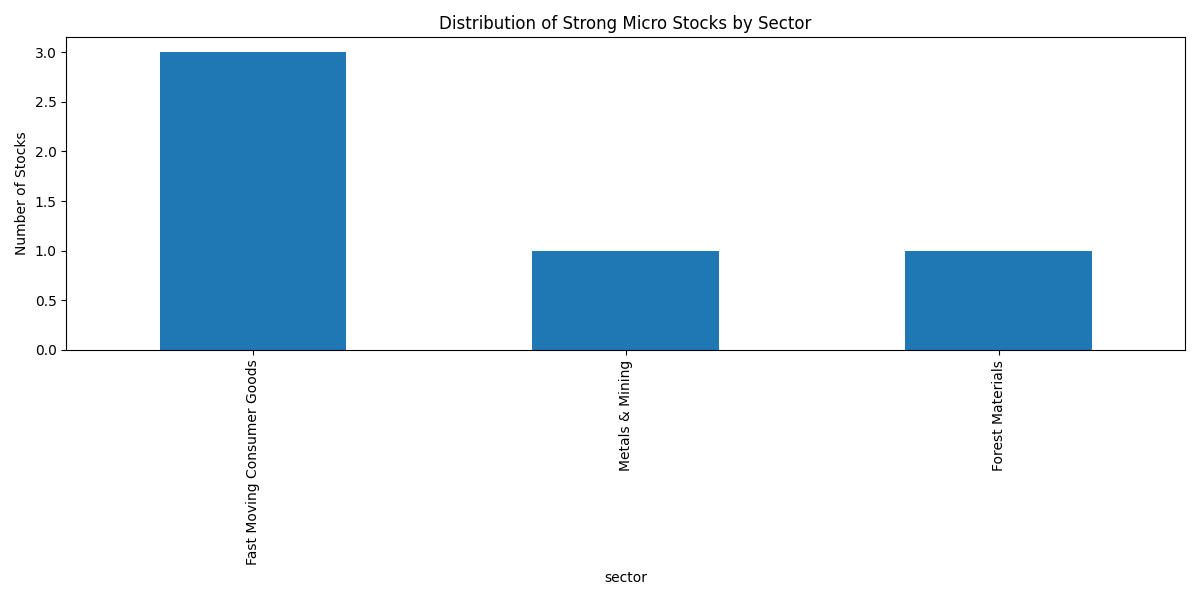 Distribution of Strong Micro Stocks by Sector
Number of Stocks
3.0
2.5
2.0
1.5
1.0
0.5
0.0
Fast Moving Consumer Goods
Metals & Mining
Forest Materials
sector